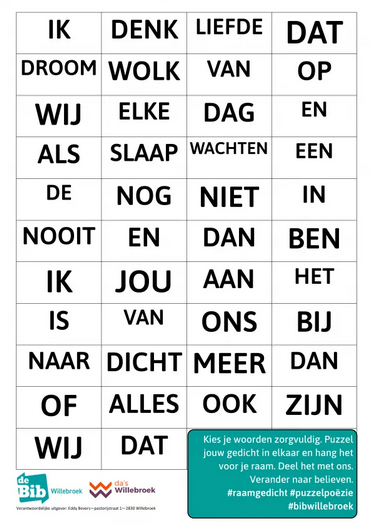 IK DENK LIEFDE DAT
DROOM WOLK VAN OP
WIJ ELKE DAG EN
ALS SLAAP WACHTEN EEN
DE NOG NIET IN
NOOIT EN DAN BEN
IK JOU AAN HET
IS VAN ONS BIJ
NAAR DICHT MEER DAN
OF ALLES OOK ZIJN
WIJ DAT
Kies je woorden zorgvuldig. Puzzel
jouw gedicht in elkaar en hang het
voor je raam. Deel het met ons.
Verander naar believen.
#raamgedicht #puzzelpoëzie
#bibwillebroek
de
Bib Willebroek
da's
Willebroek
Verantwoordelijke uitgever: Eddy Bevers—pastorijstraat 1—2830 Willebroek